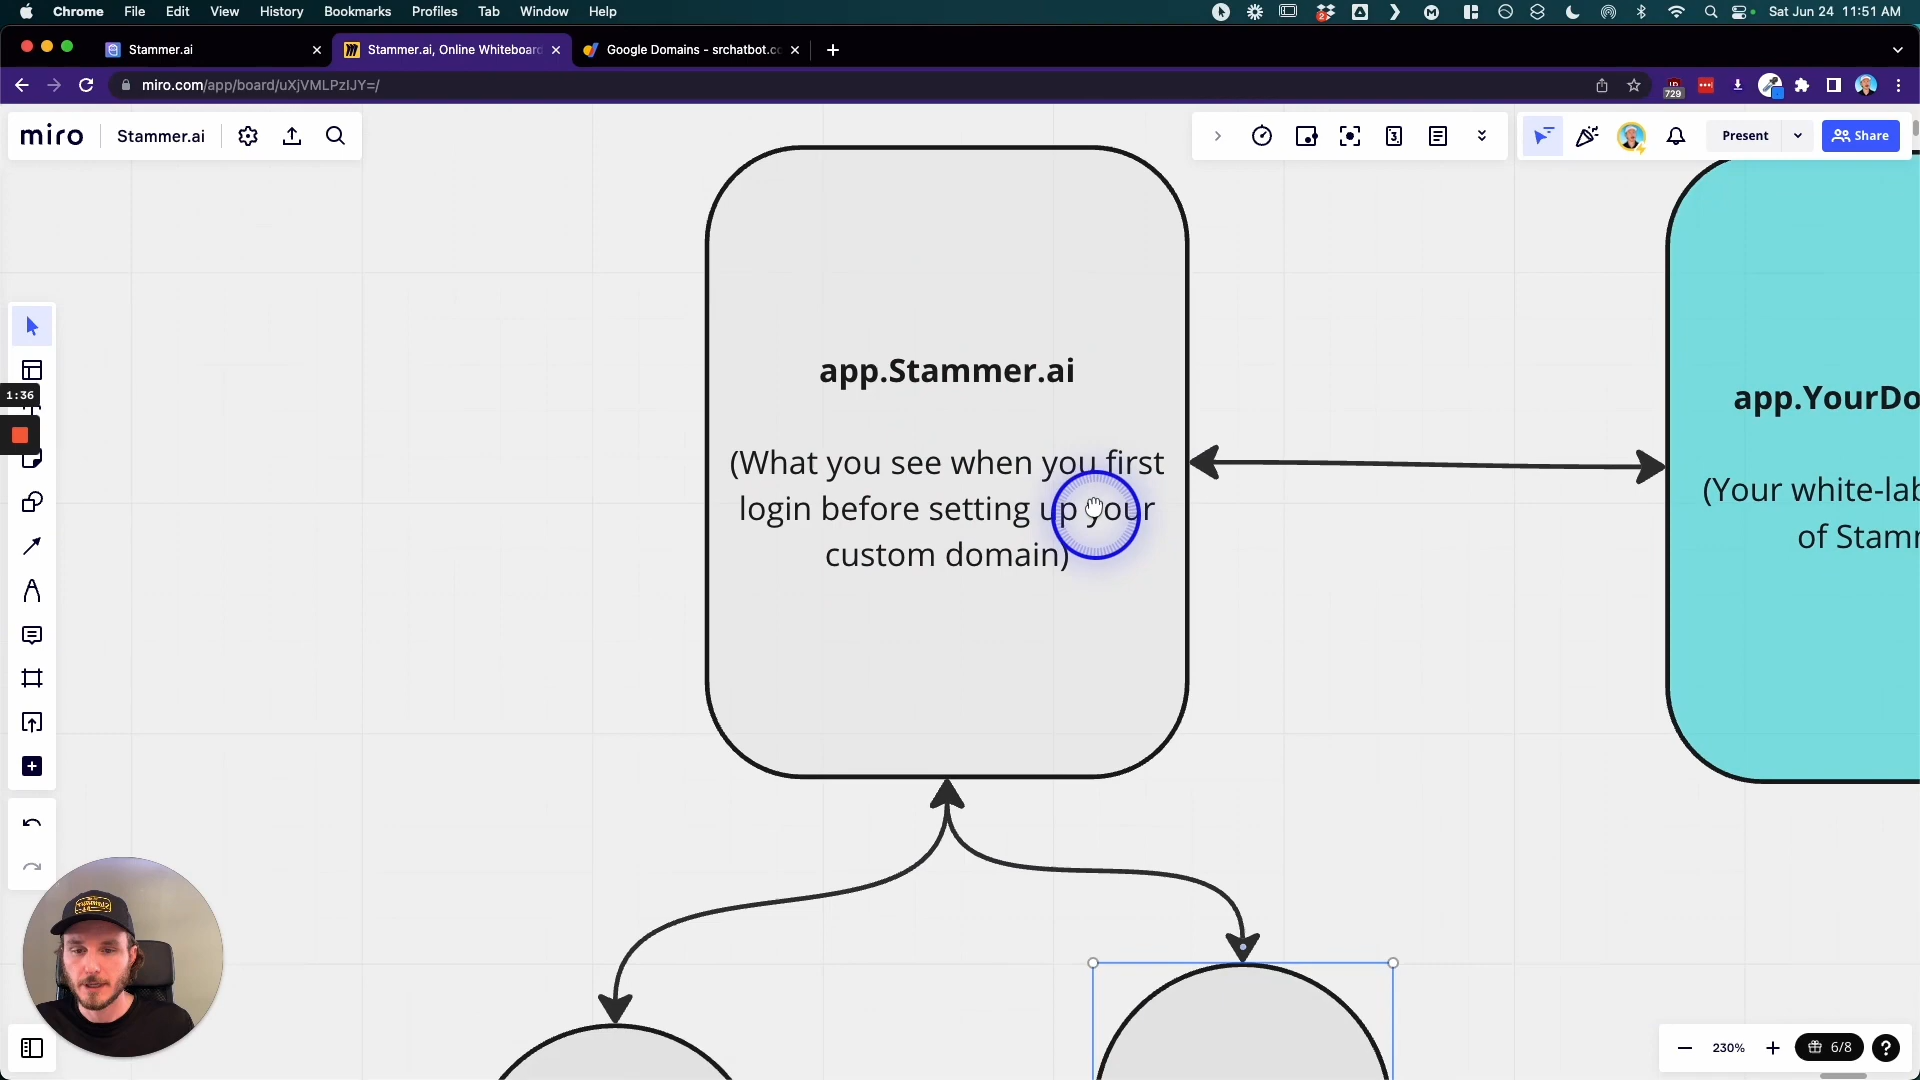 Chrome File Edit View History Bookmarks Profiles Tab Window Help
Sat Jun 24 11:51 AM
Stammer.ai
Stammer.ai, Online Whiteboard
Google Domains - srchatbot.co
miro.com/app/board/uXjVMLPzIJY=/
729
miro
Stammer.ai
Present
Share
1:36
app.Stammer.ai
(What you see when you first
login before setting up your
custom domain)
app.YourDo
(Your white-lab
of Stamm
230%
6/8